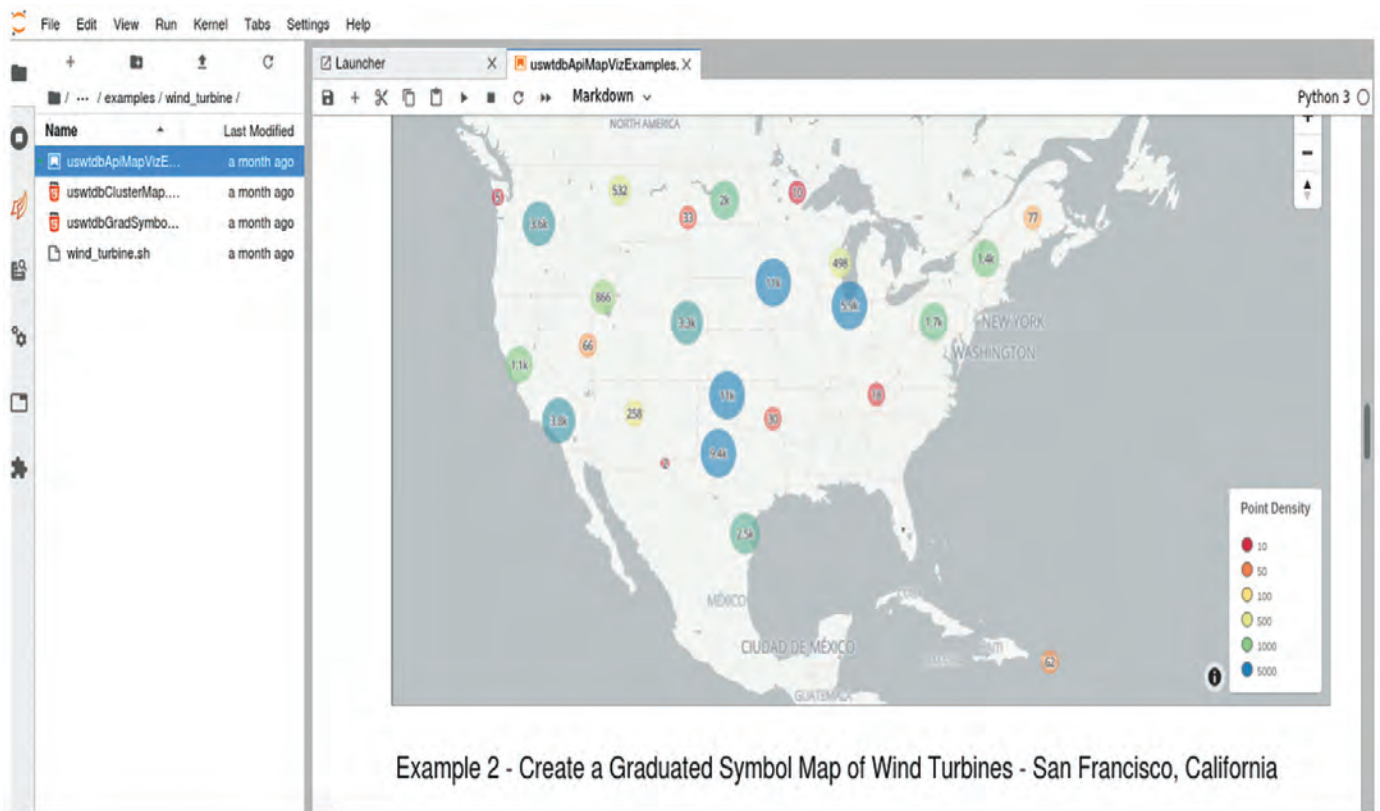 File Edit View Run Kernel Tabs Settings Help
/ ··· / examples / wind_turbine /
Name Last Modified
uswtdbApiMapVizE... a month ago
uswtdbClusterMap.... a month ago
uswtdbGradSymbo... a month ago
wind_turbine.sh a month ago
Launcher X uswtdbApiMapVizExamples. X
Markdown
Python 3
NORTH AMERICA
5
532
2k
10
3.6k
33
77
498
1.4k
11k
866
5.9k
3.3k
1.7k
NEW YORK
66
WASHINGTON
1.1k
11k
18
3.8k
258
30
9.4k
2.5k
MÉXICO
CIUDAD DE MÉXICO
62
GUATEMALA
Point Density
10
50
100
500
1000
5000
Example 2 - Create a Graduated Symbol Map of Wind Turbines - San Francisco, California